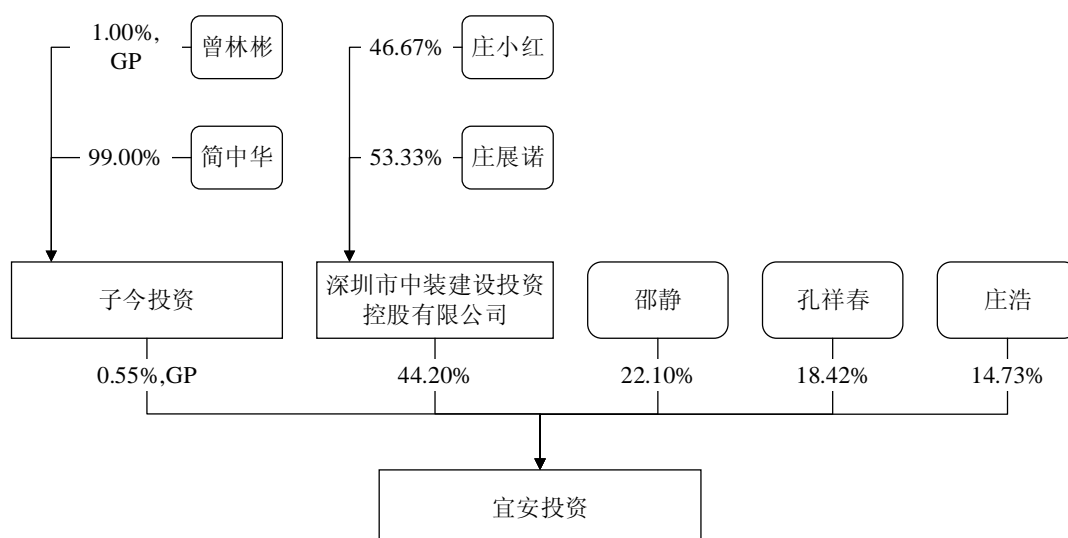 1.00%,
GP
曾林彬
46.67%
庄小红
99.00%
简中华
53.33%
庄展诺
子今投资
深圳市中装建设投资
控股有限公司
邵静
孔祥春
庄浩
0.55%,GP
44.20%
22.10%
18.42%
14.73%
宜安投资